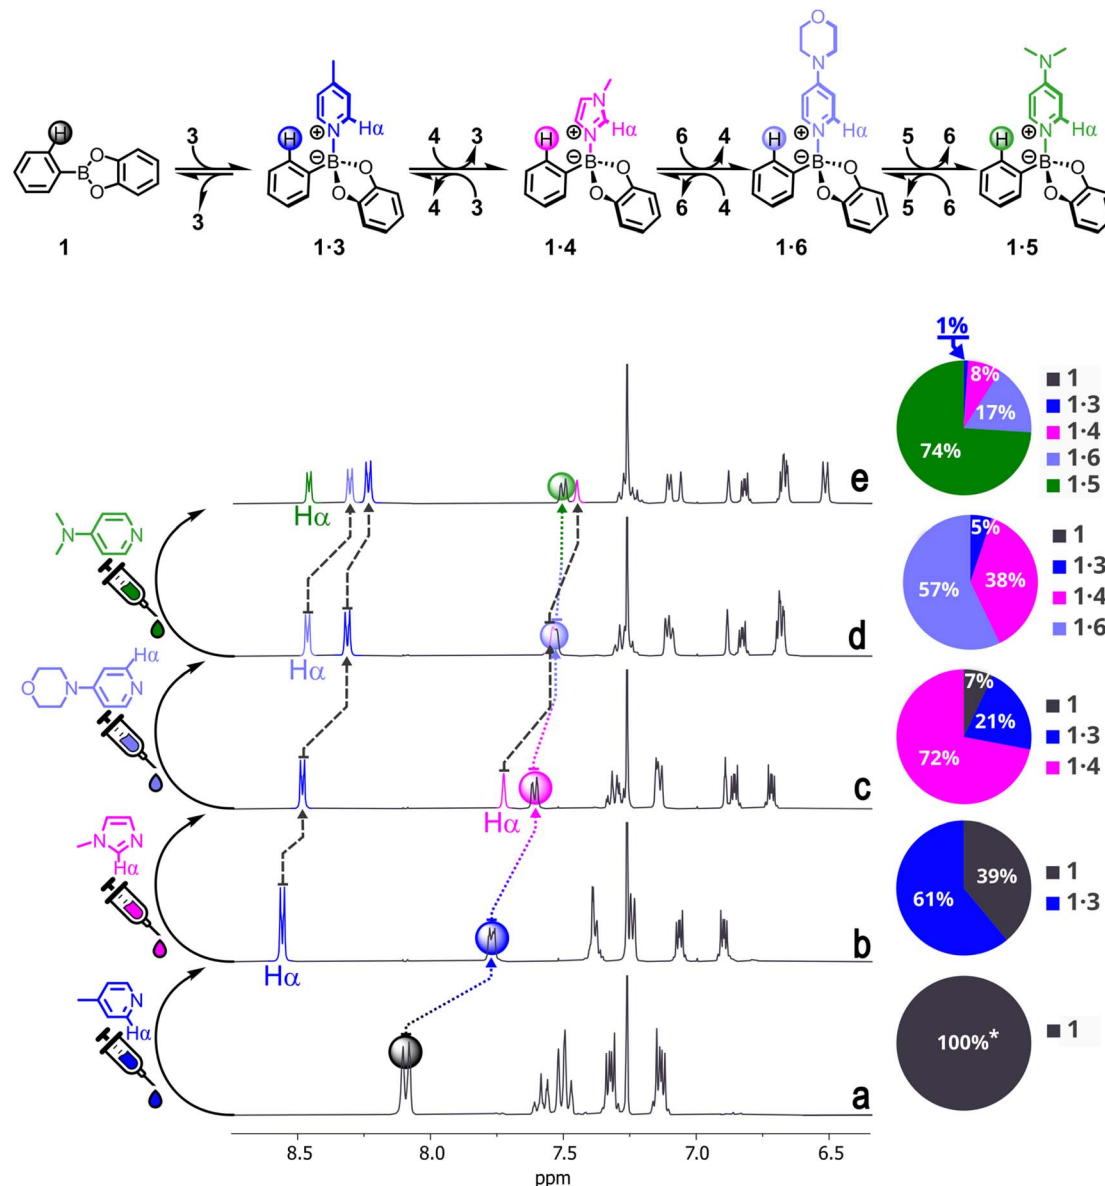 O
N
N
N
N
Hα
Hα
Hα
Hα
3
4
3
6
4
5
6
H
H
H
H
H
N
N
N
N
B
O
O
B
O
O
B
O
O
B
O
O
B
O
O
3
4
3
6
4
5
6
1
1·3
1·4
1·6
1·5
1%
8%
17%
74%
1
1·3
1·4
1·6
1·5
e
Hα
N
N
5%
38%
57%
1
1·3
1·4
1·6
d
Hα
Hα
O
N
N
7%
21%
72%
1
1·3
1·4
c
Hα
N
N
Hα
39%
61%
1
1·3
b
Hα
N
Hα
100%*
1
a
8.5 8.0 7.5 7.0 6.5
ppm